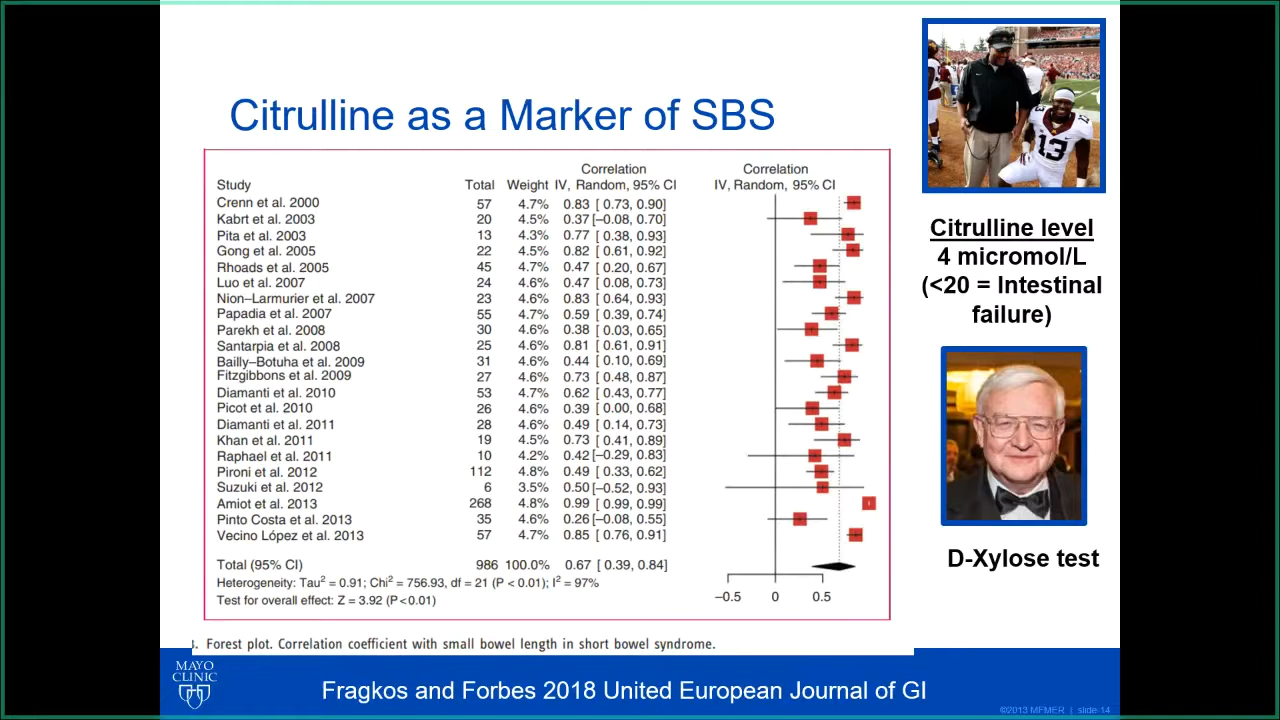 Citrulline as a Marker of SBS
Correlation Correlation
Study Total Weight IV, Random, 95% CI IV, Random, 95% CI
Crenn et al. 2000 57 4.7% 0.83 [ 0.73, 0.90]
Kabrt et al. 2003 20 4.5% 0.37 [−0.08, 0.70]
Pita et al. 2003 13 4.3% 0.77 [ 0.38, 0.93]
Gong et al. 2005 22 4.5% 0.82 [ 0.61, 0.92]
Rhoads et al. 2005 45 4.7% 0.47 [ 0.20, 0.67]
Luo et al. 2007 24 4.6% 0.47 [ 0.08, 0.73]
Nion–Larmurier et al. 2007 23 4.6% 0.83 [ 0.64, 0.93]
Papadia et al. 2007 55 4.7% 0.59 [ 0.39, 0.74]
Parekh et al. 2008 30 4.6% 0.38 [ 0.03, 0.65]
Santarpia et al. 2008 25 4.6% 0.81 [ 0.61, 0.91]
Bailly–Botuha et al. 2009 31 4.6% 0.44 [ 0.10, 0.69]
Fitzgibbons et al. 2009 27 4.6% 0.73 [ 0.48, 0.87]
Diamanti et al. 2010 53 4.7% 0.62 [ 0.43, 0.77]
Picot et al. 2010 26 4.6% 0.39 [ 0.00, 0.68]
Diamanti et al. 2011 28 4.6% 0.49 [ 0.14, 0.73]
Khan et al. 2011 19 4.5% 0.73 [ 0.41, 0.89]
Raphael et al. 2011 10 4.2% 0.42 [−0.29, 0.83]
Pironi et al. 2012 112 4.8% 0.49 [ 0.33, 0.62]
Suzuki et al. 2012 6 3.5% 0.50 [−0.52, 0.93]
Amiot et al. 2013 268 4.8% 0.99 [ 0.99, 0.99]
Pinto Costa et al. 2013 35 4.6% 0.26 [−0.08, 0.55]
Vecino López et al. 2013 57 4.7% 0.85 [ 0.76, 0.91]
Total (95% CI) 986 100.0% 0.67 [ 0.39, 0.84]
Heterogeneity: Tau² = 0.91; Chi² = 756.93, df = 21 (P < 0.01); I² = 97%
Test for overall effect: Z = 3.92 (P < 0.01)
−0.5 0 0.5
Forest plot. Correlation coefficient with small bowel length in short bowel syndrome.
13
13
Citrulline level
4 micromol/L
(<20 = Intestinal
failure)
D-Xylose test
MAYO
CLINIC
Fragkos and Forbes 2018 United European Journal of GI
©2013 MFMER | slide-14